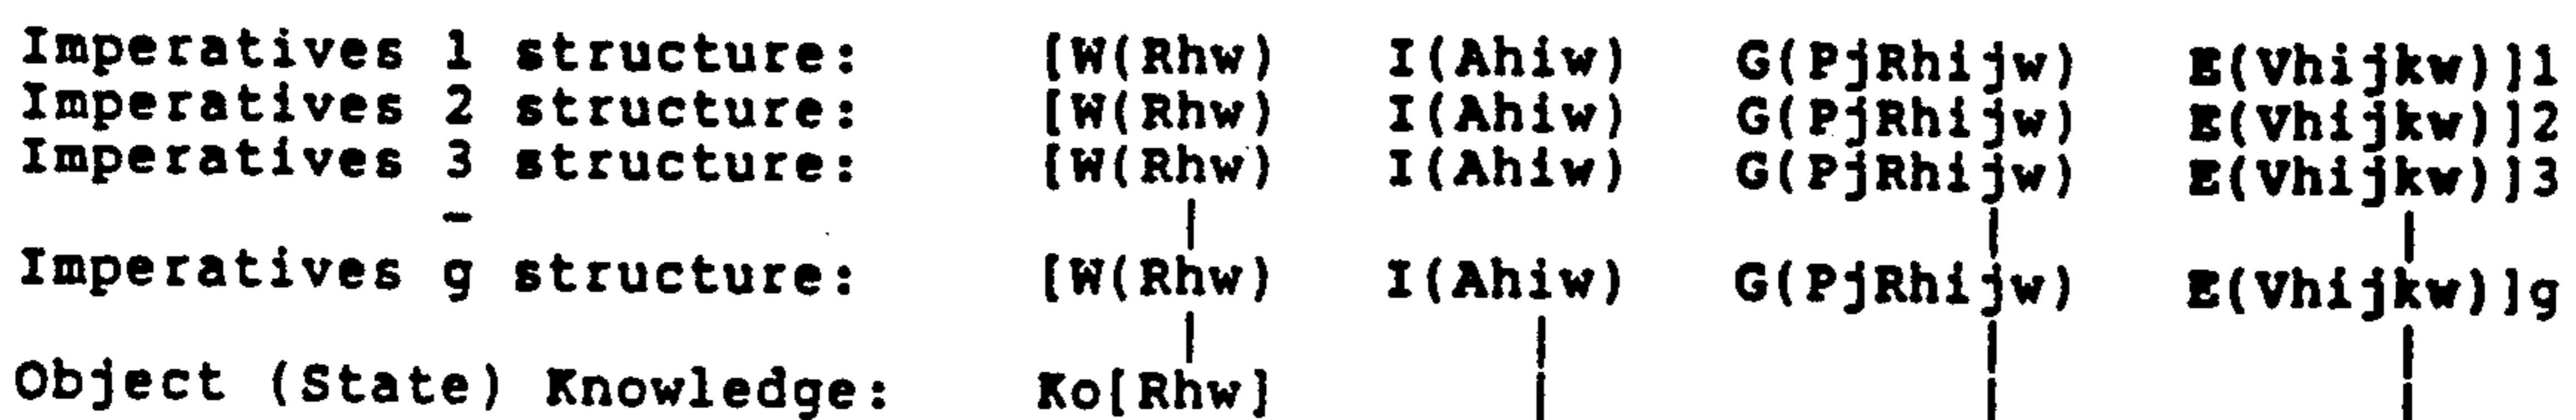 Imperatives 1 structure: [W(Rhw) I(Ahiw) G(PjRhijw) E(Vhijkw)]1
Imperatives 2 structure: [W(Rhw) I(Ahiw) G(PjRhijw) E(Vhijkw)]2
Imperatives 3 structure: [W(Rhw) I(Ahiw) G(PjRhijw) E(Vhijkw)]3
-
Imperatives g structure: [W(Rhw) I(Ahiw) G(PjRhijw) E(Vhijkw)]g
Object (State) Knowledge: Ko[Rhw]